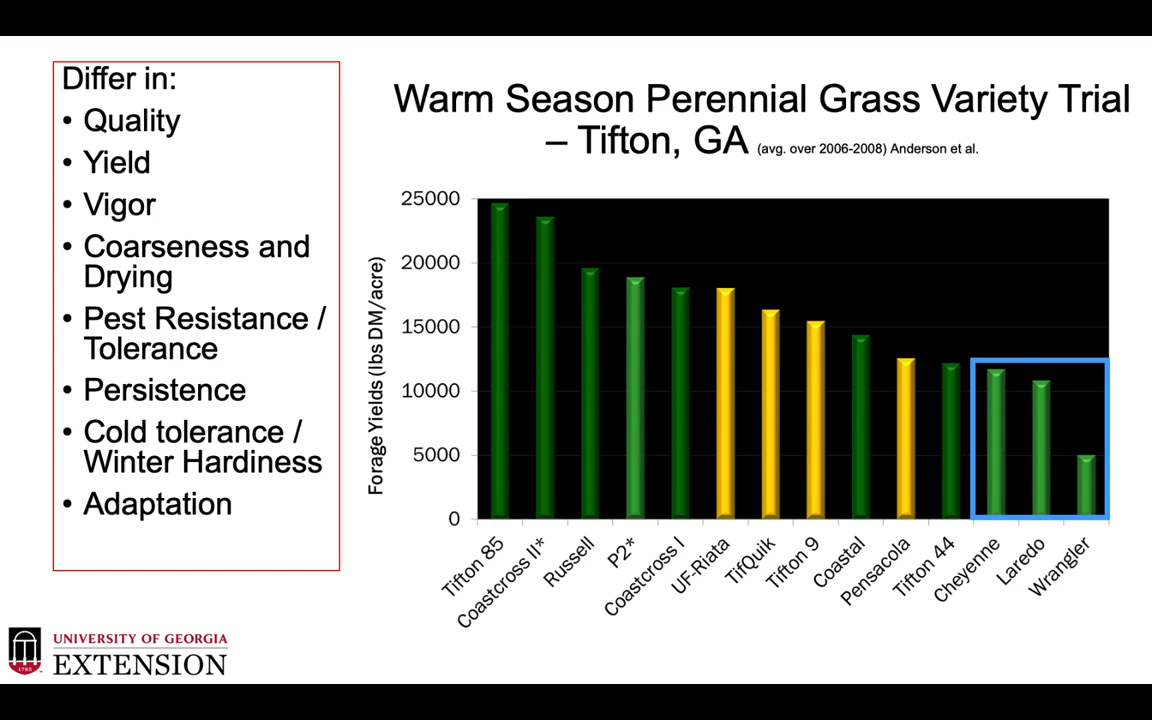 Differ in:
• Quality
• Yield
• Vigor
• Coarseness and
Drying
• Pest Resistance /
Tolerance
• Persistence
• Cold tolerance /
Winter Hardiness
• Adaptation
Warm Season Perennial Grass Variety Trial
– Tifton, GA (avg. over 2006-2008) Anderson et al.
Forage Yields (lbs DM/acre)
25000
20000
15000
10000
5000
0
Tifton 85
Coastcross II*
Russell
P2*
Coastcross I
UF-Riata
TifQuik
Tifton 9
Coastal
Pensacola
Tifton 44
Cheyenne
Laredo
Wrangler
1785
UNIVERSITY OF GEORGIA
EXTENSION